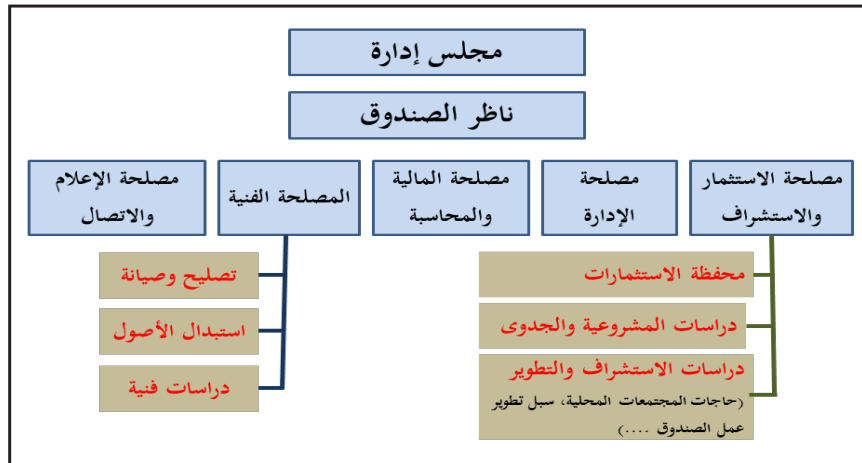 مجلس إدارة
ناظر الصندوق
مصلحة الاستثمار
والاستشراف
مصلحة
الإدارة
مصلحة المالية
والمحاسبة
المصلحة الفنية
مصلحة الإعلام
والاتصال
محفظة الاستثمارات
دراسات المشروعية والجدوى
دراسات الاستشراف والتطوير
(حاجات المجتمعات المحلية، سبل تطوير
عمل الصندوق ....)
تصليح وصيانة
استبدال الأصول
دراسات فنية